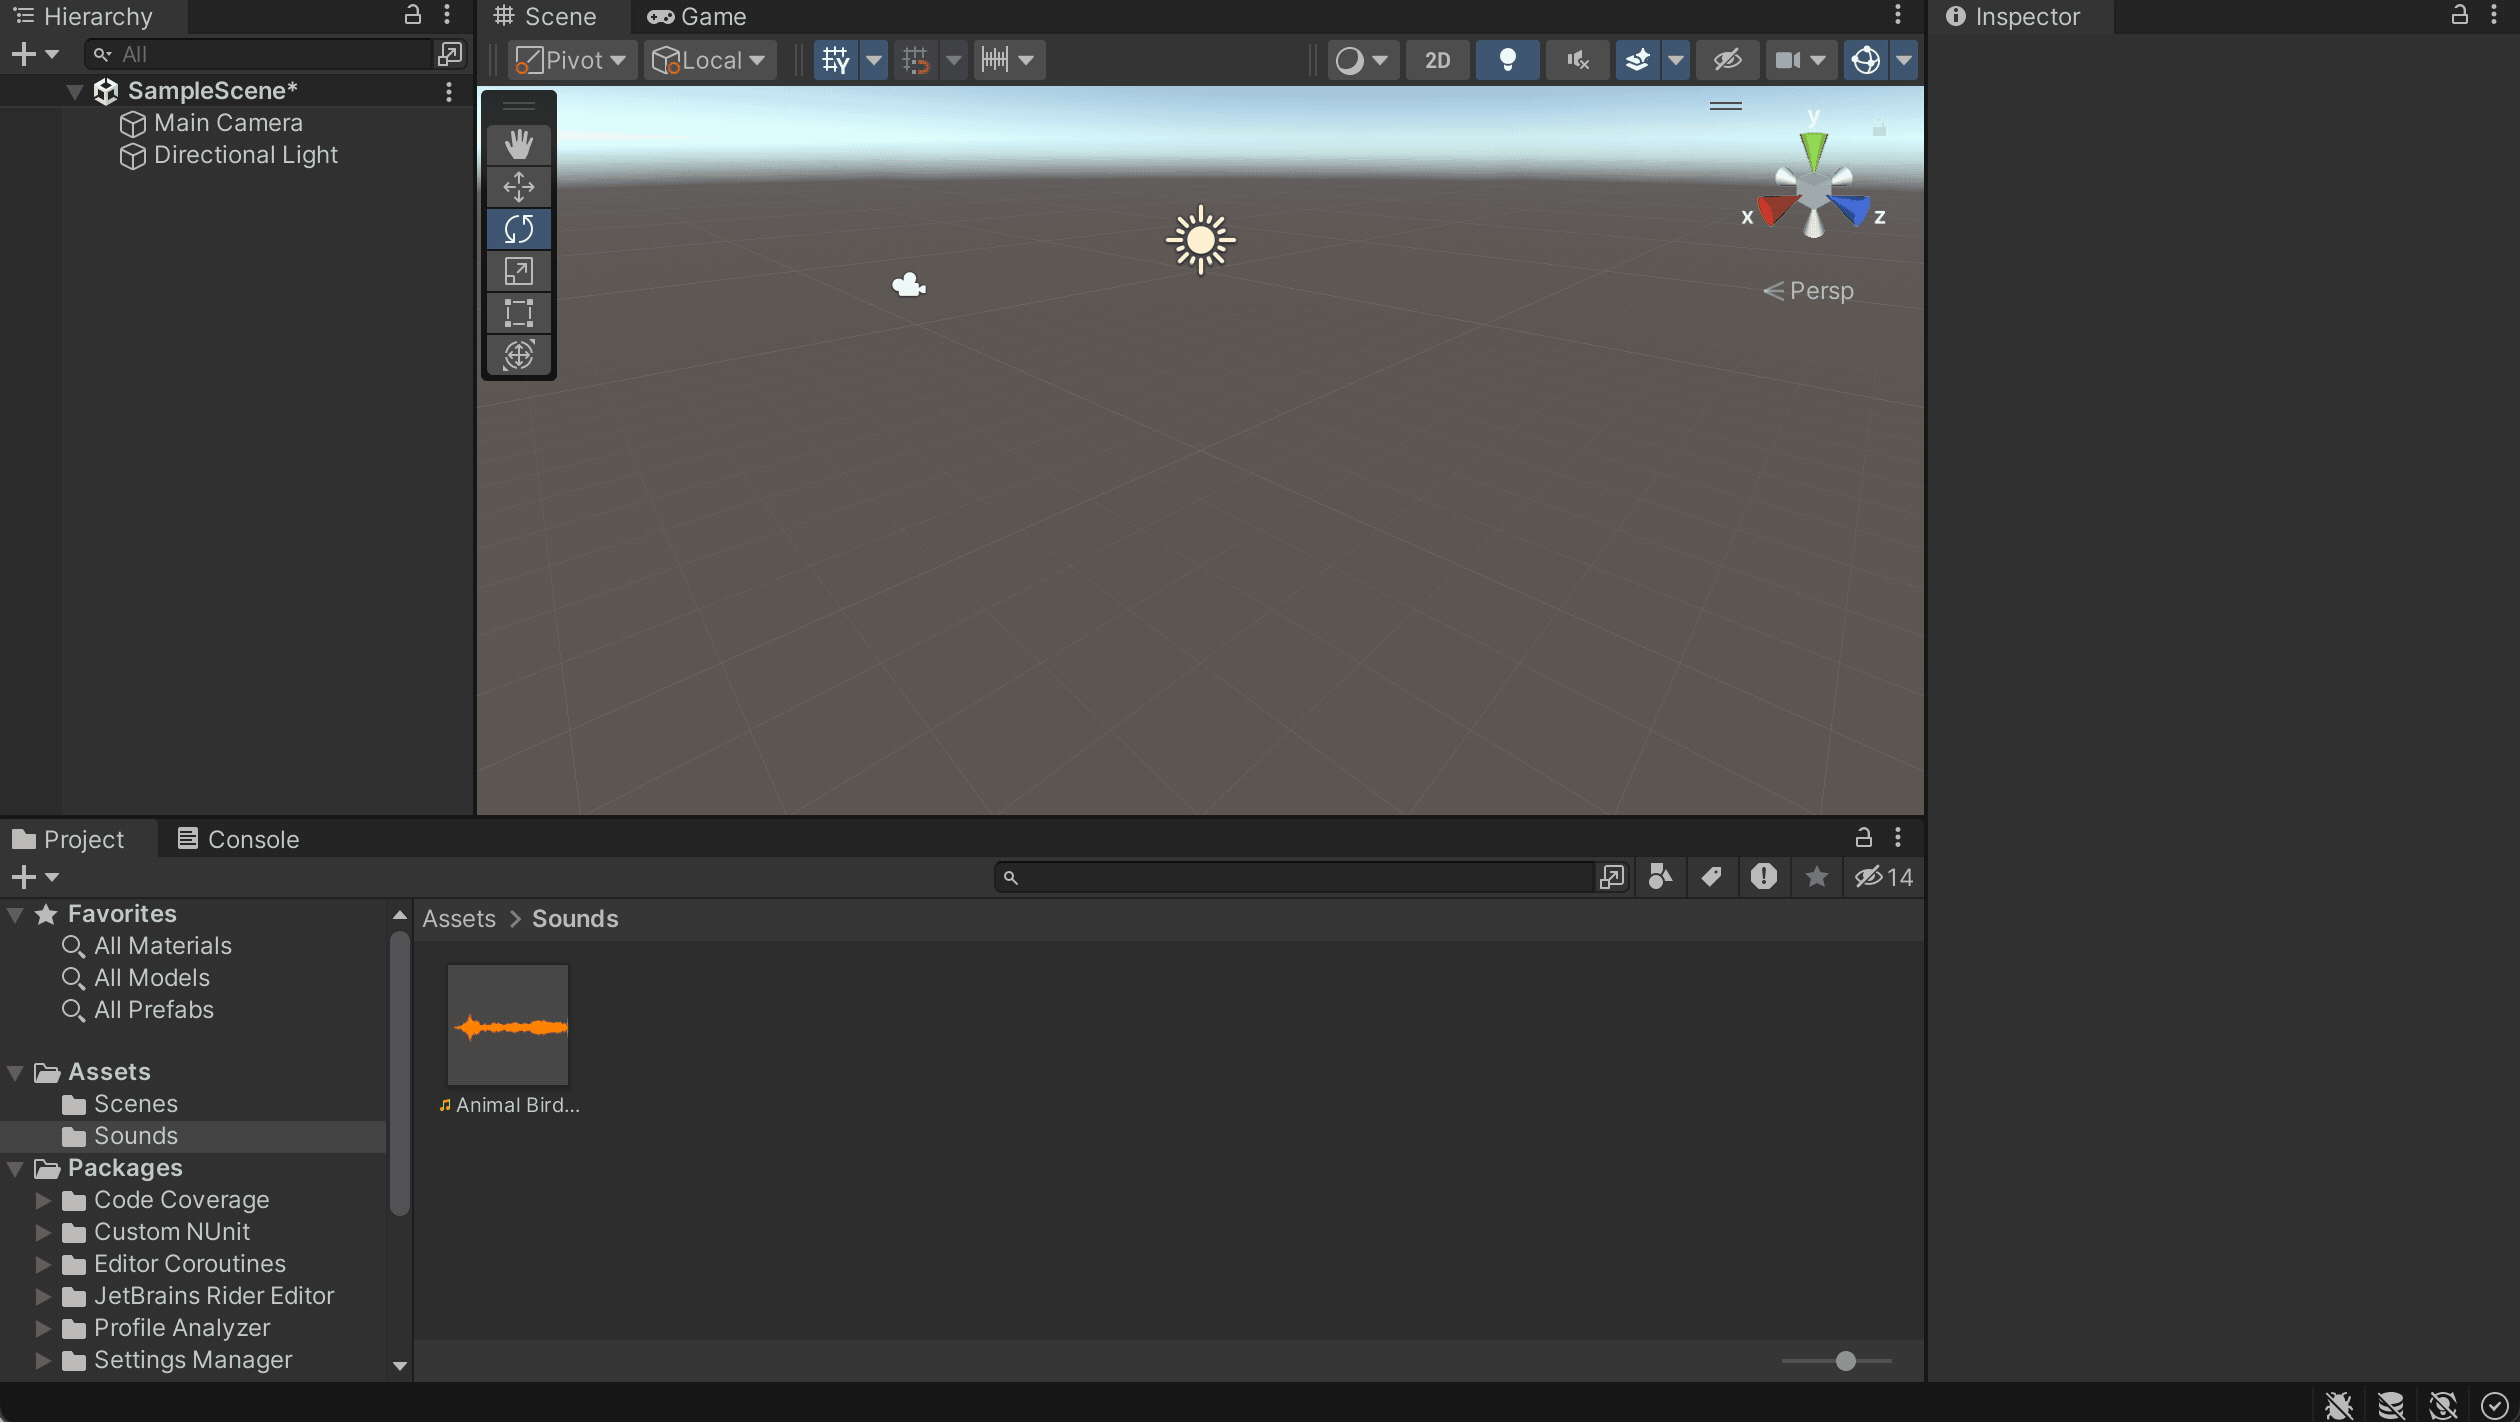 Hierarchy
All
SampleScene*
Main Camera
Directional Light
Scene
Game
Pivot
Local
Y
2D
y
x
z
Persp
Inspector
Project
Console
14
Favorites
All Materials
All Models
All Prefabs
Assets
Scenes
Sounds
Packages
Code Coverage
Custom NUnit
Editor Coroutines
JetBrains Rider Editor
Profile Analyzer
Settings Manager
Assets > Sounds
Animal Bird...